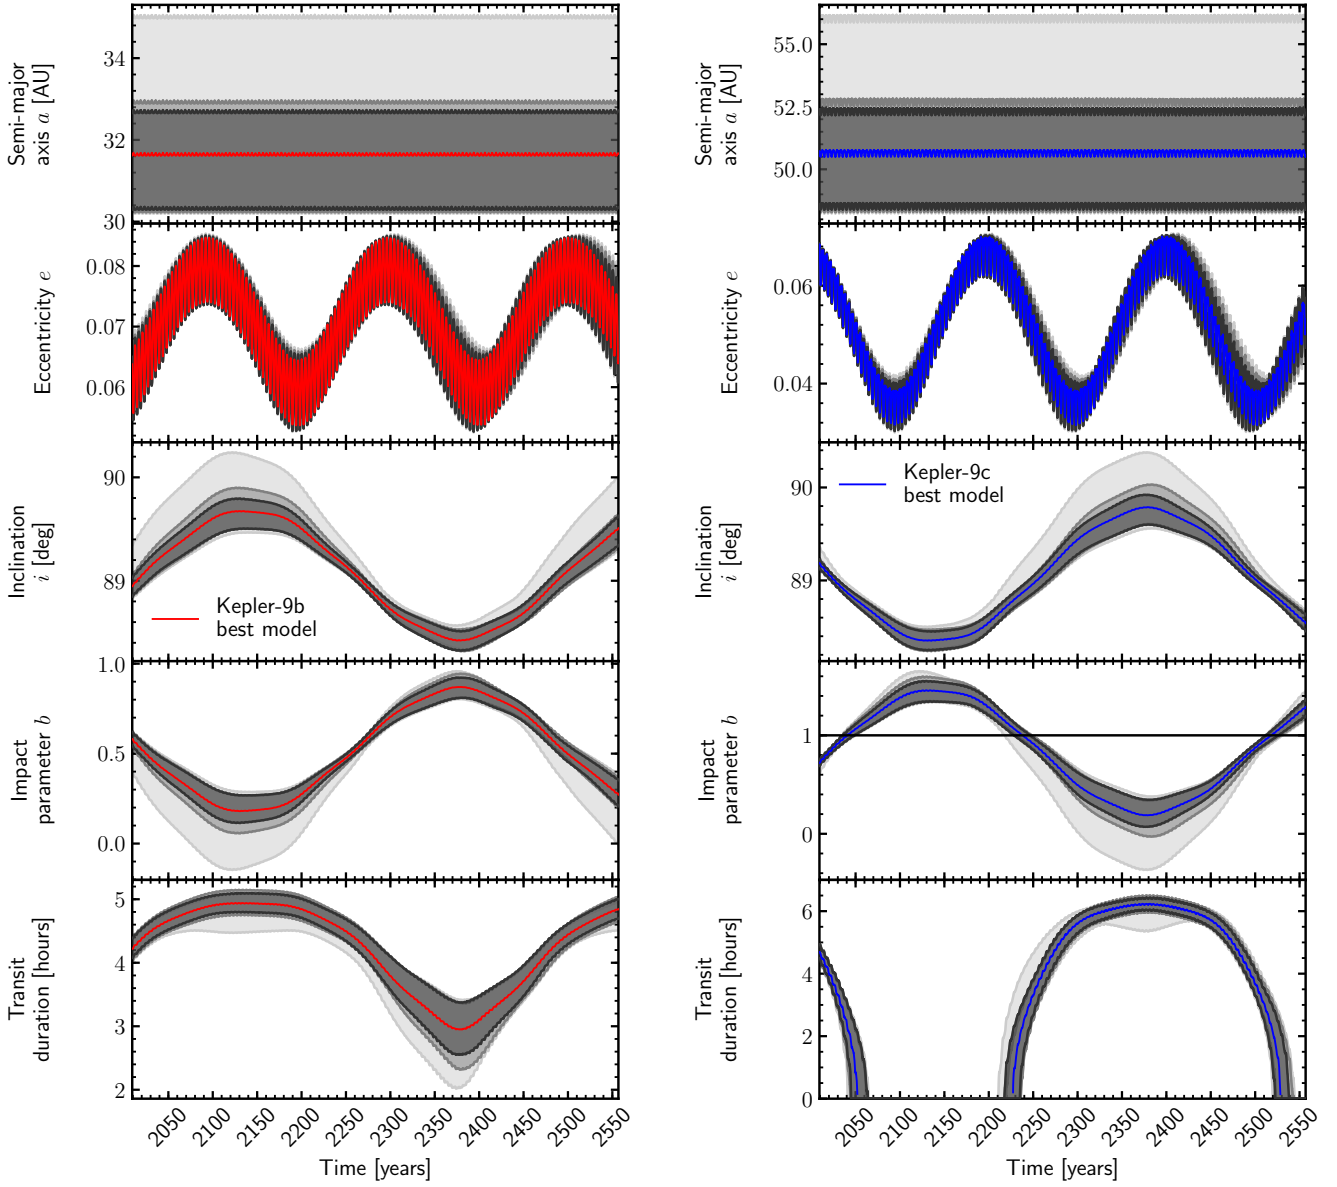 Semi-major
axis a [AU]
34
32
30
Eccentricity e
0.08
0.07
0.06
Inclination
i [deg]
90
89
Kepler-9b
best model
Impact
parameter b
1.0
0.5
0.0
Transit
duration [hours]
5
4
3
2
2050 2100 2150 2200 2250 2300 2350 2400 2450 2500 2550
Time [years]
Semi-major
axis a [AU]
55.0
52.5
50.0
Eccentricity e
0.06
0.04
Inclination
i [deg]
90
89
Kepler-9c
best model
Impact
parameter b
1
0
Transit
duration [hours]
6
4
2
0
2050 2100 2150 2200 2250 2300 2350 2400 2450 2500 2550
Time [years]